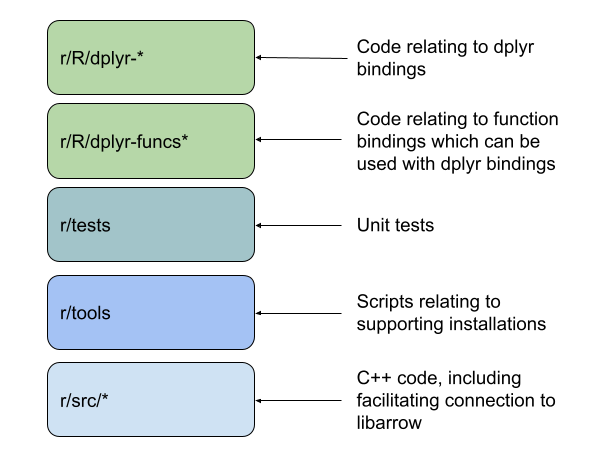 r/R/dplyr-*
Code relating to dplyr
bindings
r/R/dplyr-funcs*
Code relating to function
bindings which can be
used with dplyr bindings
r/tests
Unit tests
r/tools
Scripts relating to
supporting installations
r/src/*
C++ code, including
facilitating connection to
libarrow